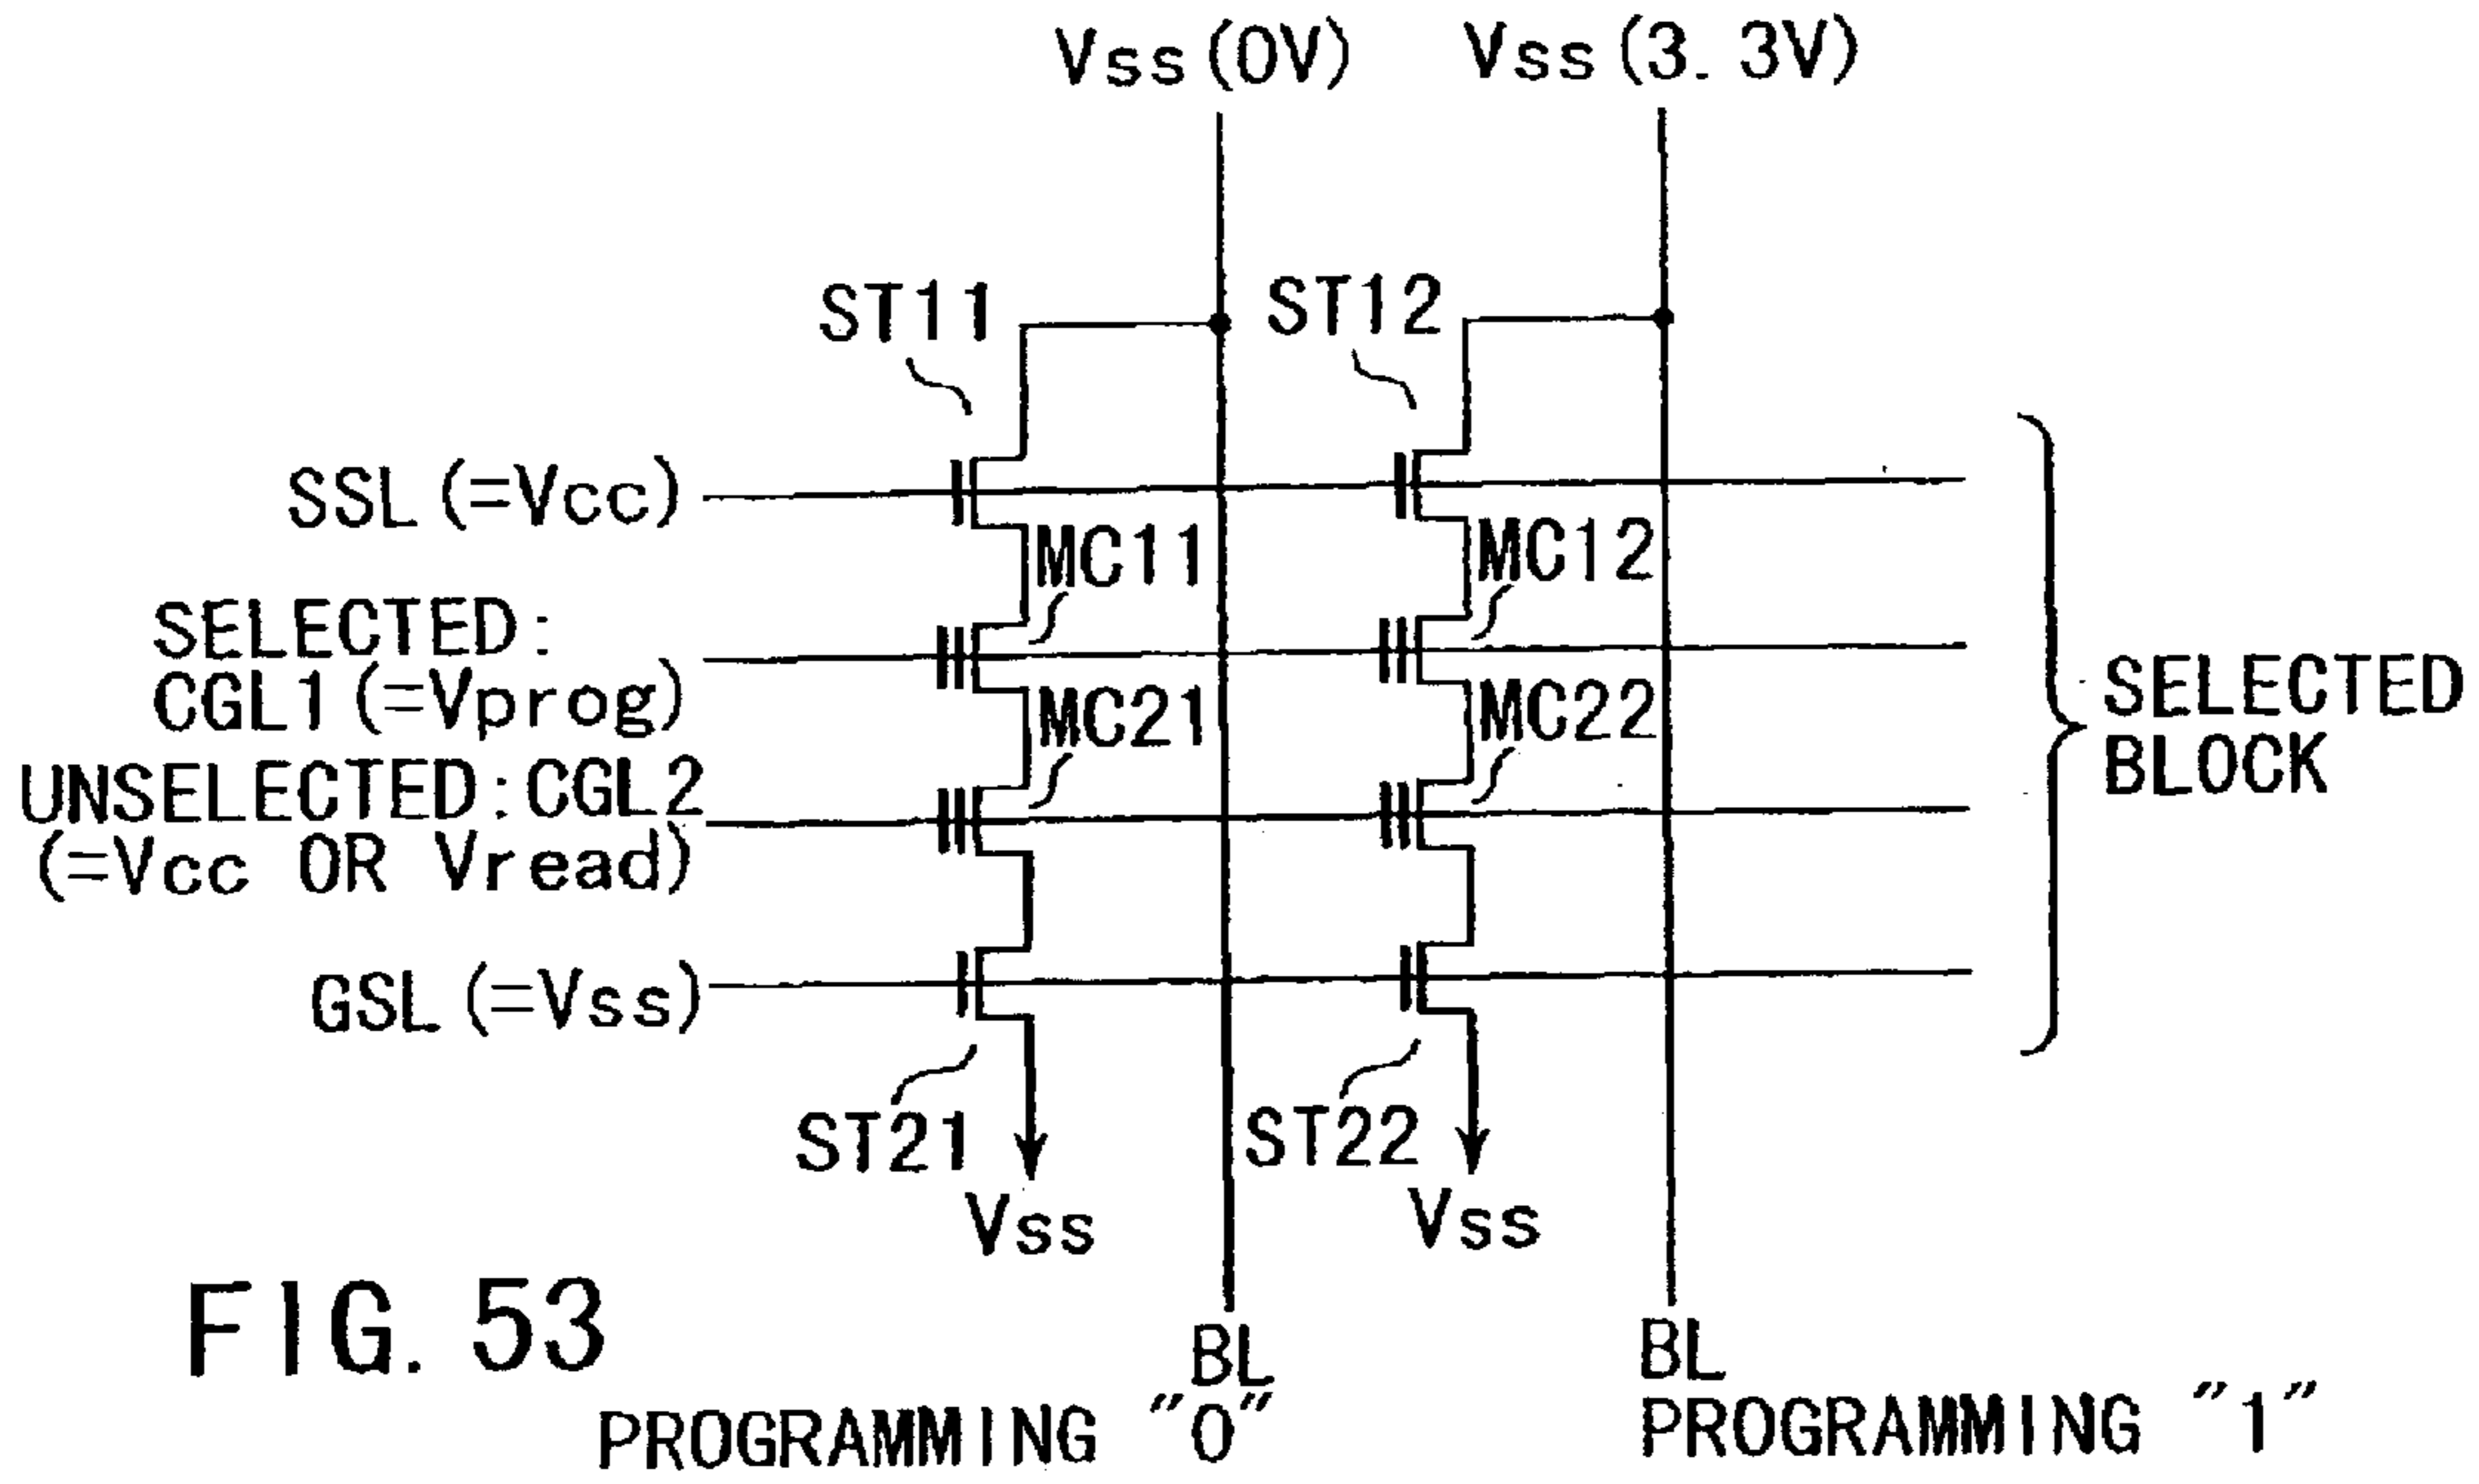 Vss(0V) Vss(3.3V)
ST11 ST12
SSL(=Vcc)
MC11 MC12
SELECTED:
CGL1(=Vprog)
MC21 MC22
SELECTED
BLOCK
UNSELECTED:CGL2
(=Vcc OR Vread)
GSL(=Vss)
ST21 ST22
Vss Vss
FIG. 53
BL BL
PROGRAMMING "0" PROGRAMMING "1"